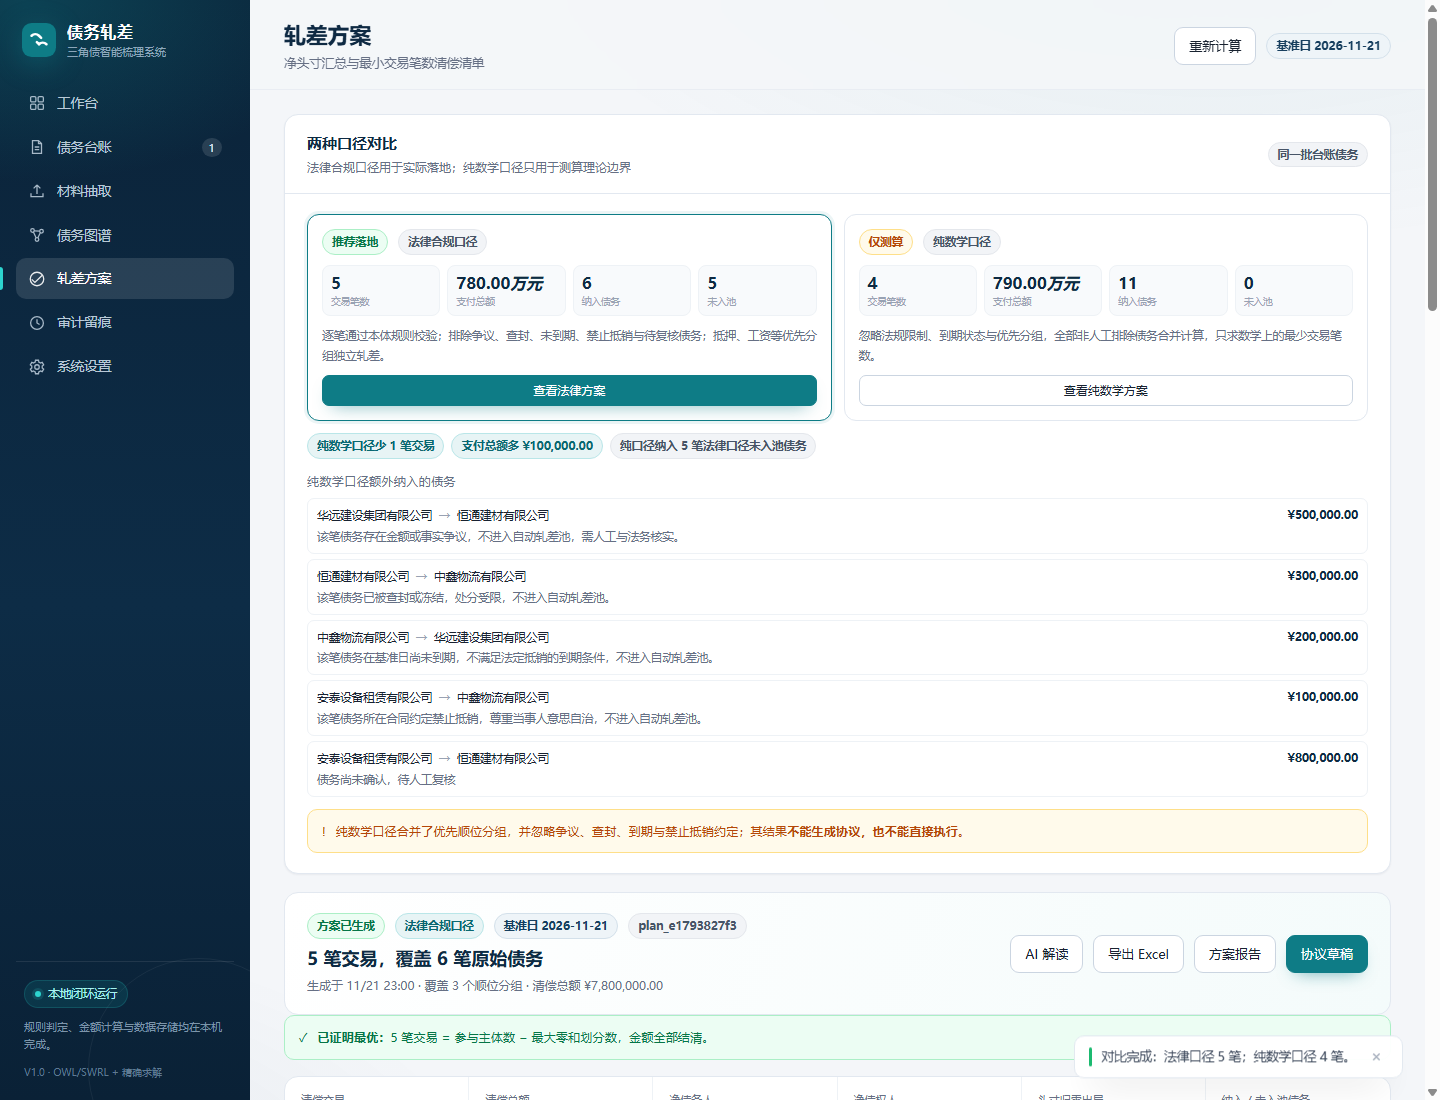 债务轧差
三角债智能梳理系统
工作台
债务台账 1
材料抽取
债务图谱
轧差方案
审计留痕
系统设置
本地闭环运行
规则判定、金额计算与数据存储均在本机
完成。
V1.0 · OWL/SWRL + 精确求解
轧差方案
净头寸汇总与最小交易笔数清偿清单
重新计算
基准日 2026-11-21
两种口径对比
法律合规口径用于实际落地；纯数学口径只用于测算理论边界
同一批台账债务
推荐落地 法律合规口径
5 780.00万元 6 5
交易笔数 支付总额 纳入债务 未入池
逐笔通过本体规则校验；排除争议、查封、未到期、禁止抵销与待复核债务；抵押、工资等优先分
组独立轧差。
查看法律方案
仅测算 纯数学口径
4 790.00万元 11 0
交易笔数 支付总额 纳入债务 未入池
忽略法规限制、到期状态与优先分组，全部非人工排除债务合并计算，只求数学上的最少交易笔
数。
查看纯数学方案
纯数学口径少 1 笔交易 支付总额多 ¥100,000.00 纯口径纳入 5 笔法律口径未入池债务
纯数学口径额外纳入的债务
华远建设集团有限公司 → 恒通建材有限公司 ¥500,000.00
该笔债务存在金额或事实争议，不进入自动轧差池，需人工与法务核实。
恒通建材有限公司 → 中鑫物流有限公司 ¥300,000.00
该笔债务已被查封或冻结，处分受限，不进入自动轧差池。
中鑫物流有限公司 → 华远建设集团有限公司 ¥200,000.00
该笔债务在基准日尚未到期，不满足法定抵销的到期条件，不进入自动轧差池。
安泰设备租赁有限公司 → 中鑫物流有限公司 ¥100,000.00
该笔债务所在合同约定禁止抵销，尊重当事人意思自治，不进入自动轧差池。
安泰设备租赁有限公司 → 恒通建材有限公司 ¥800,000.00
债务尚未确认，待人工复核
! 纯数学口径合并了优先顺位分组，并忽略争议、查封、到期与禁止抵销约定；其结果不能生成协议，也不能直接执行。
方案已生成 法律合规口径 基准日 2026-11-21 plan_e1793827f3
5 笔交易，覆盖 6 笔原始债务
生成于 11/21 23:00 · 覆盖 3 个顺位分组 · 清偿总额 ¥7,800,000.00
AI 解读 导出 Excel 方案报告 协议草稿
✓ 已证明最优：5 笔交易 = 参与主体数 − 最大零和划分数，金额全部结清。
对比完成：法律口径 5 笔；纯数学口径 4 笔。 ×